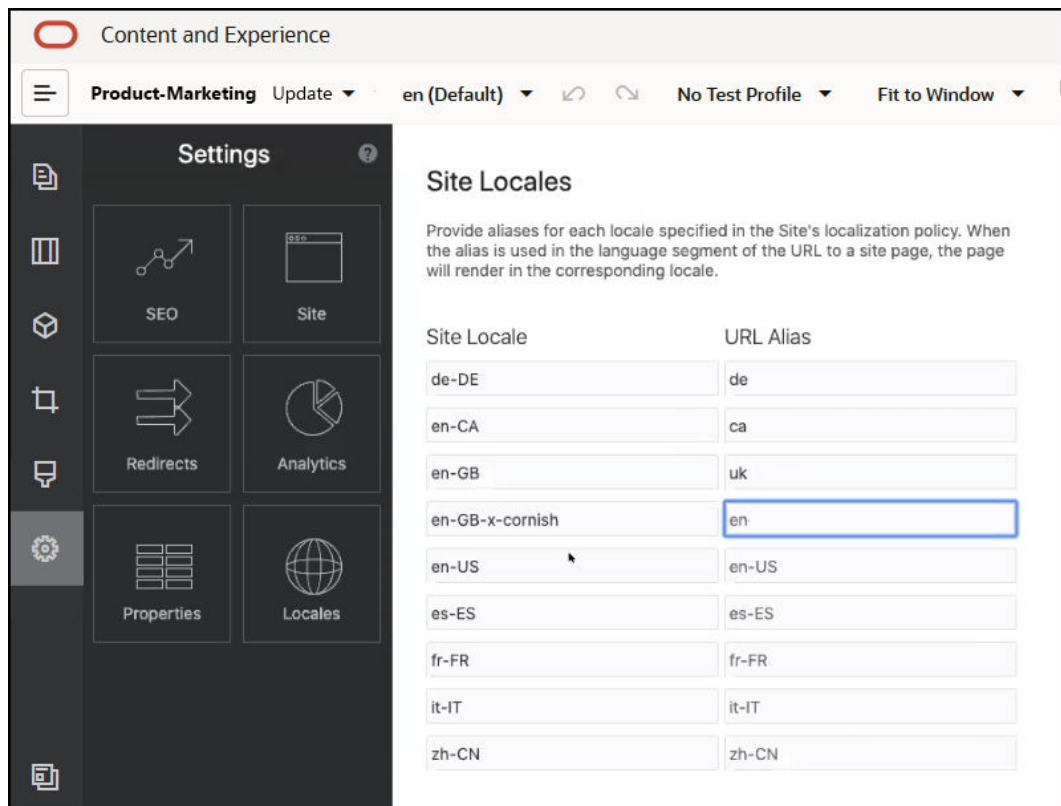 Content and Experience
Product-Marketing Update en (Default) No Test Profile Fit to Window
Settings ?
SEO Site
Redirects Analytics
Properties Locales
Site Locales
Provide aliases for each locale specified in the Site's localization policy. When
the alias is used in the language segment of the URL to a site page, the page
will render in the corresponding locale.
Site Locale URL Alias
de-DE de
en-CA ca
en-GB uk
en-GB-x-cornish en-
en-US en-US
es-ES es-ES
fr-FR fr-FR
it-IT it-IT
zh-CN zh-CN